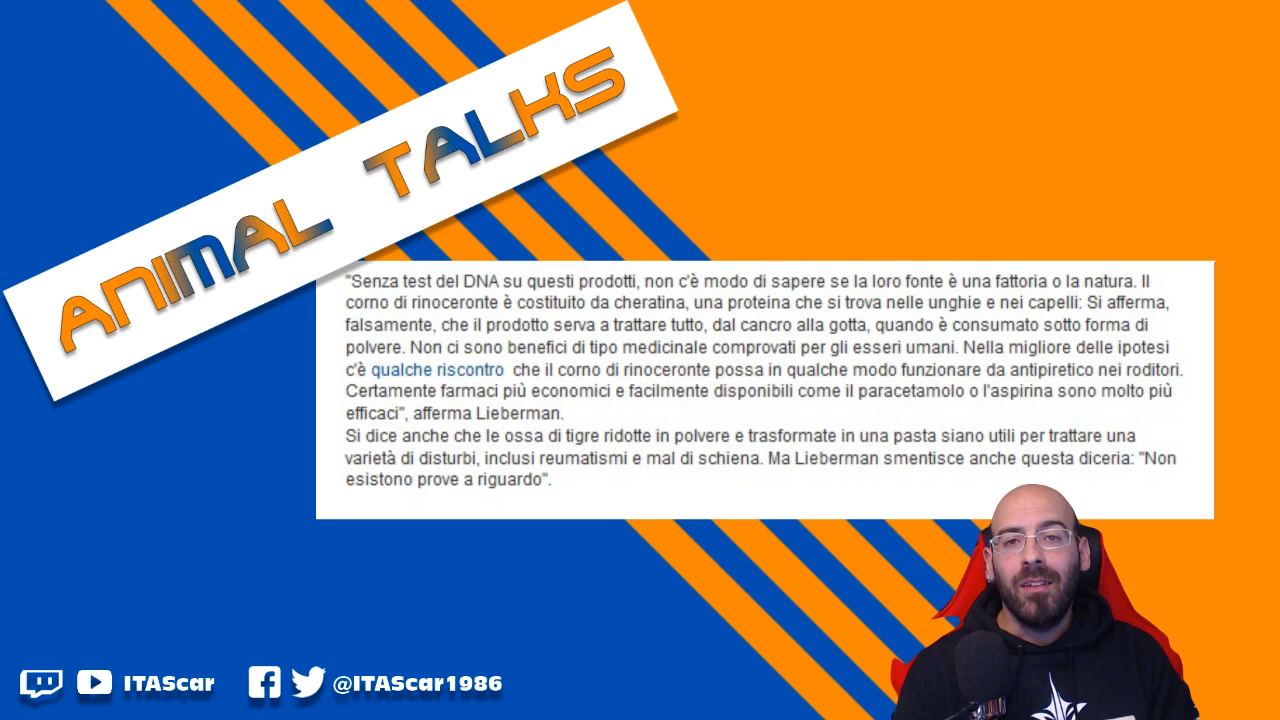 ANIMAL TALKS
"Senza test del DNA su questi prodotti, non c'è modo di sapere se la loro fonte è una fattoria o la natura. Il
corno di rinoceronte è costituito da cheratina, una proteina che si trova nelle unghie e nei capelli: Si afferma,
falsamente, che il prodotto serva a trattare tutto, dal cancro alla gotta, quando è consumato sotto forma di
polvere. Non ci sono benefici di tipo medicinale comprovati per gli esseri umani. Nella migliore delle ipotesi
c'è qualche riscontro che il corno di rinoceronte possa in qualche modo funzionare da antipiretico nei roditori.
Certamente farmaci più economici e facilmente disponibili come il paracetamolo o l'aspirina sono molto più
efficaci", afferma Lieberman.
Si dice anche che le ossa di tigre ridotte in polvere e trasformate in una pasta siano utili per trattare una
varietà di disturbi, inclusi reumatismi e mal di schiena. Ma Lieberman smentisce anche questa diceria: "Non
esistono prove a riguardo".
ITAScar
@ITAScar1986